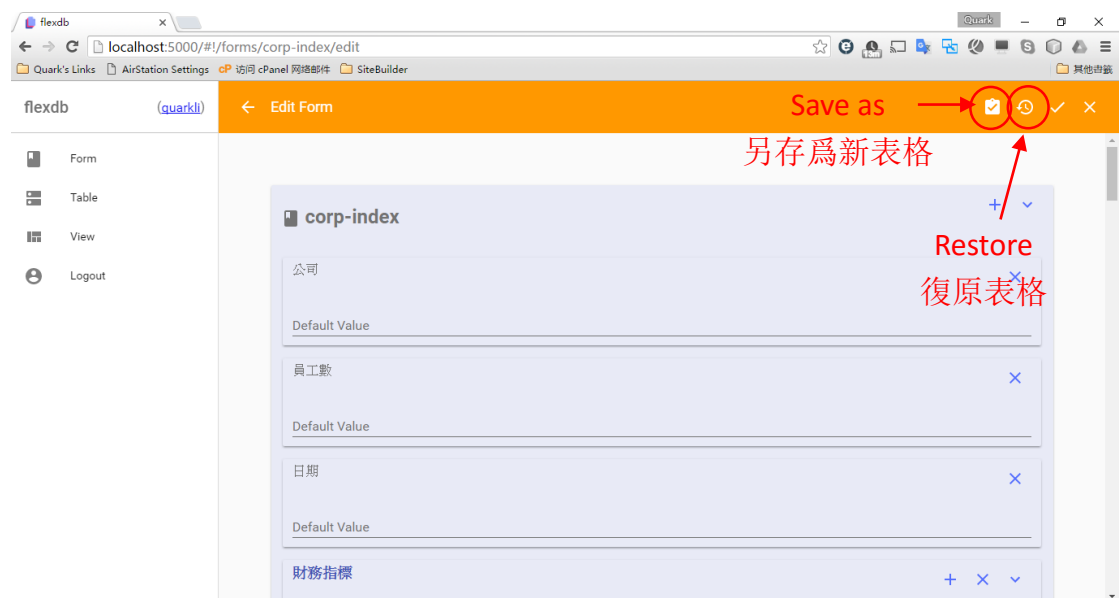 flexdb
Quark
localhost:5000/#!/forms/corp-index/edit
Quark's Links AirStation Settings cP 访问 cPanel 网络邮件 SiteBuilder 其他書籤
flexdb (quarkli) Edit Form Save as
另存爲新表格
Form
Table
View
Logout
corp-index
Restore
復原表格
公司
Default Value
員工數
Default Value
日期
Default Value
財務指標